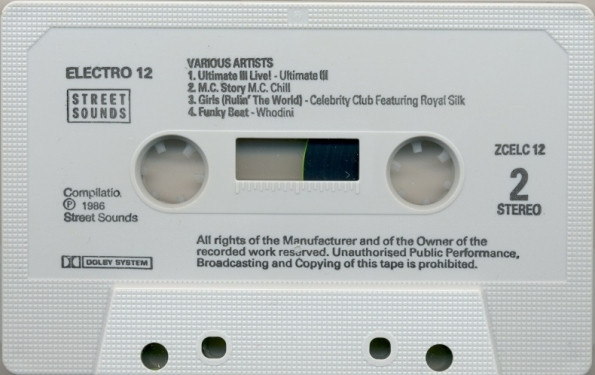 ELECTRO 12
STREET
SOUNDS
VARIOUS ARTISTS
1. Ultimate III Live! - Ultimate III
2. M.C. Story M.C. Chill
3. Girls (Rulin' The World) - Celebrity Club Featuring Royal Silk
4. Funky Beat - Whodini
ZCELC 12
2
STEREO
Compilatio.
Ⓟ 1986
Street Sounds
DOLBY SYSTEM
All rights of the Manufacturer and of the Owner of the
recorded work reserved. Unauthorised Public Performance,
Broadcasting and Copying of this tape is prohibited.